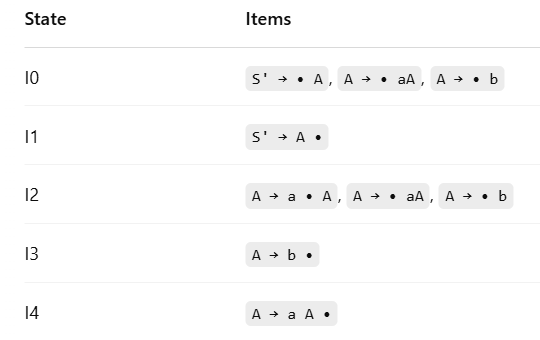 State Items
I0 S' → • A, A → • aA, A → • b
I1 S' → A •
I2 A → a • A, A → • aA, A → • b
I3 A → b •
I4 A → a A •